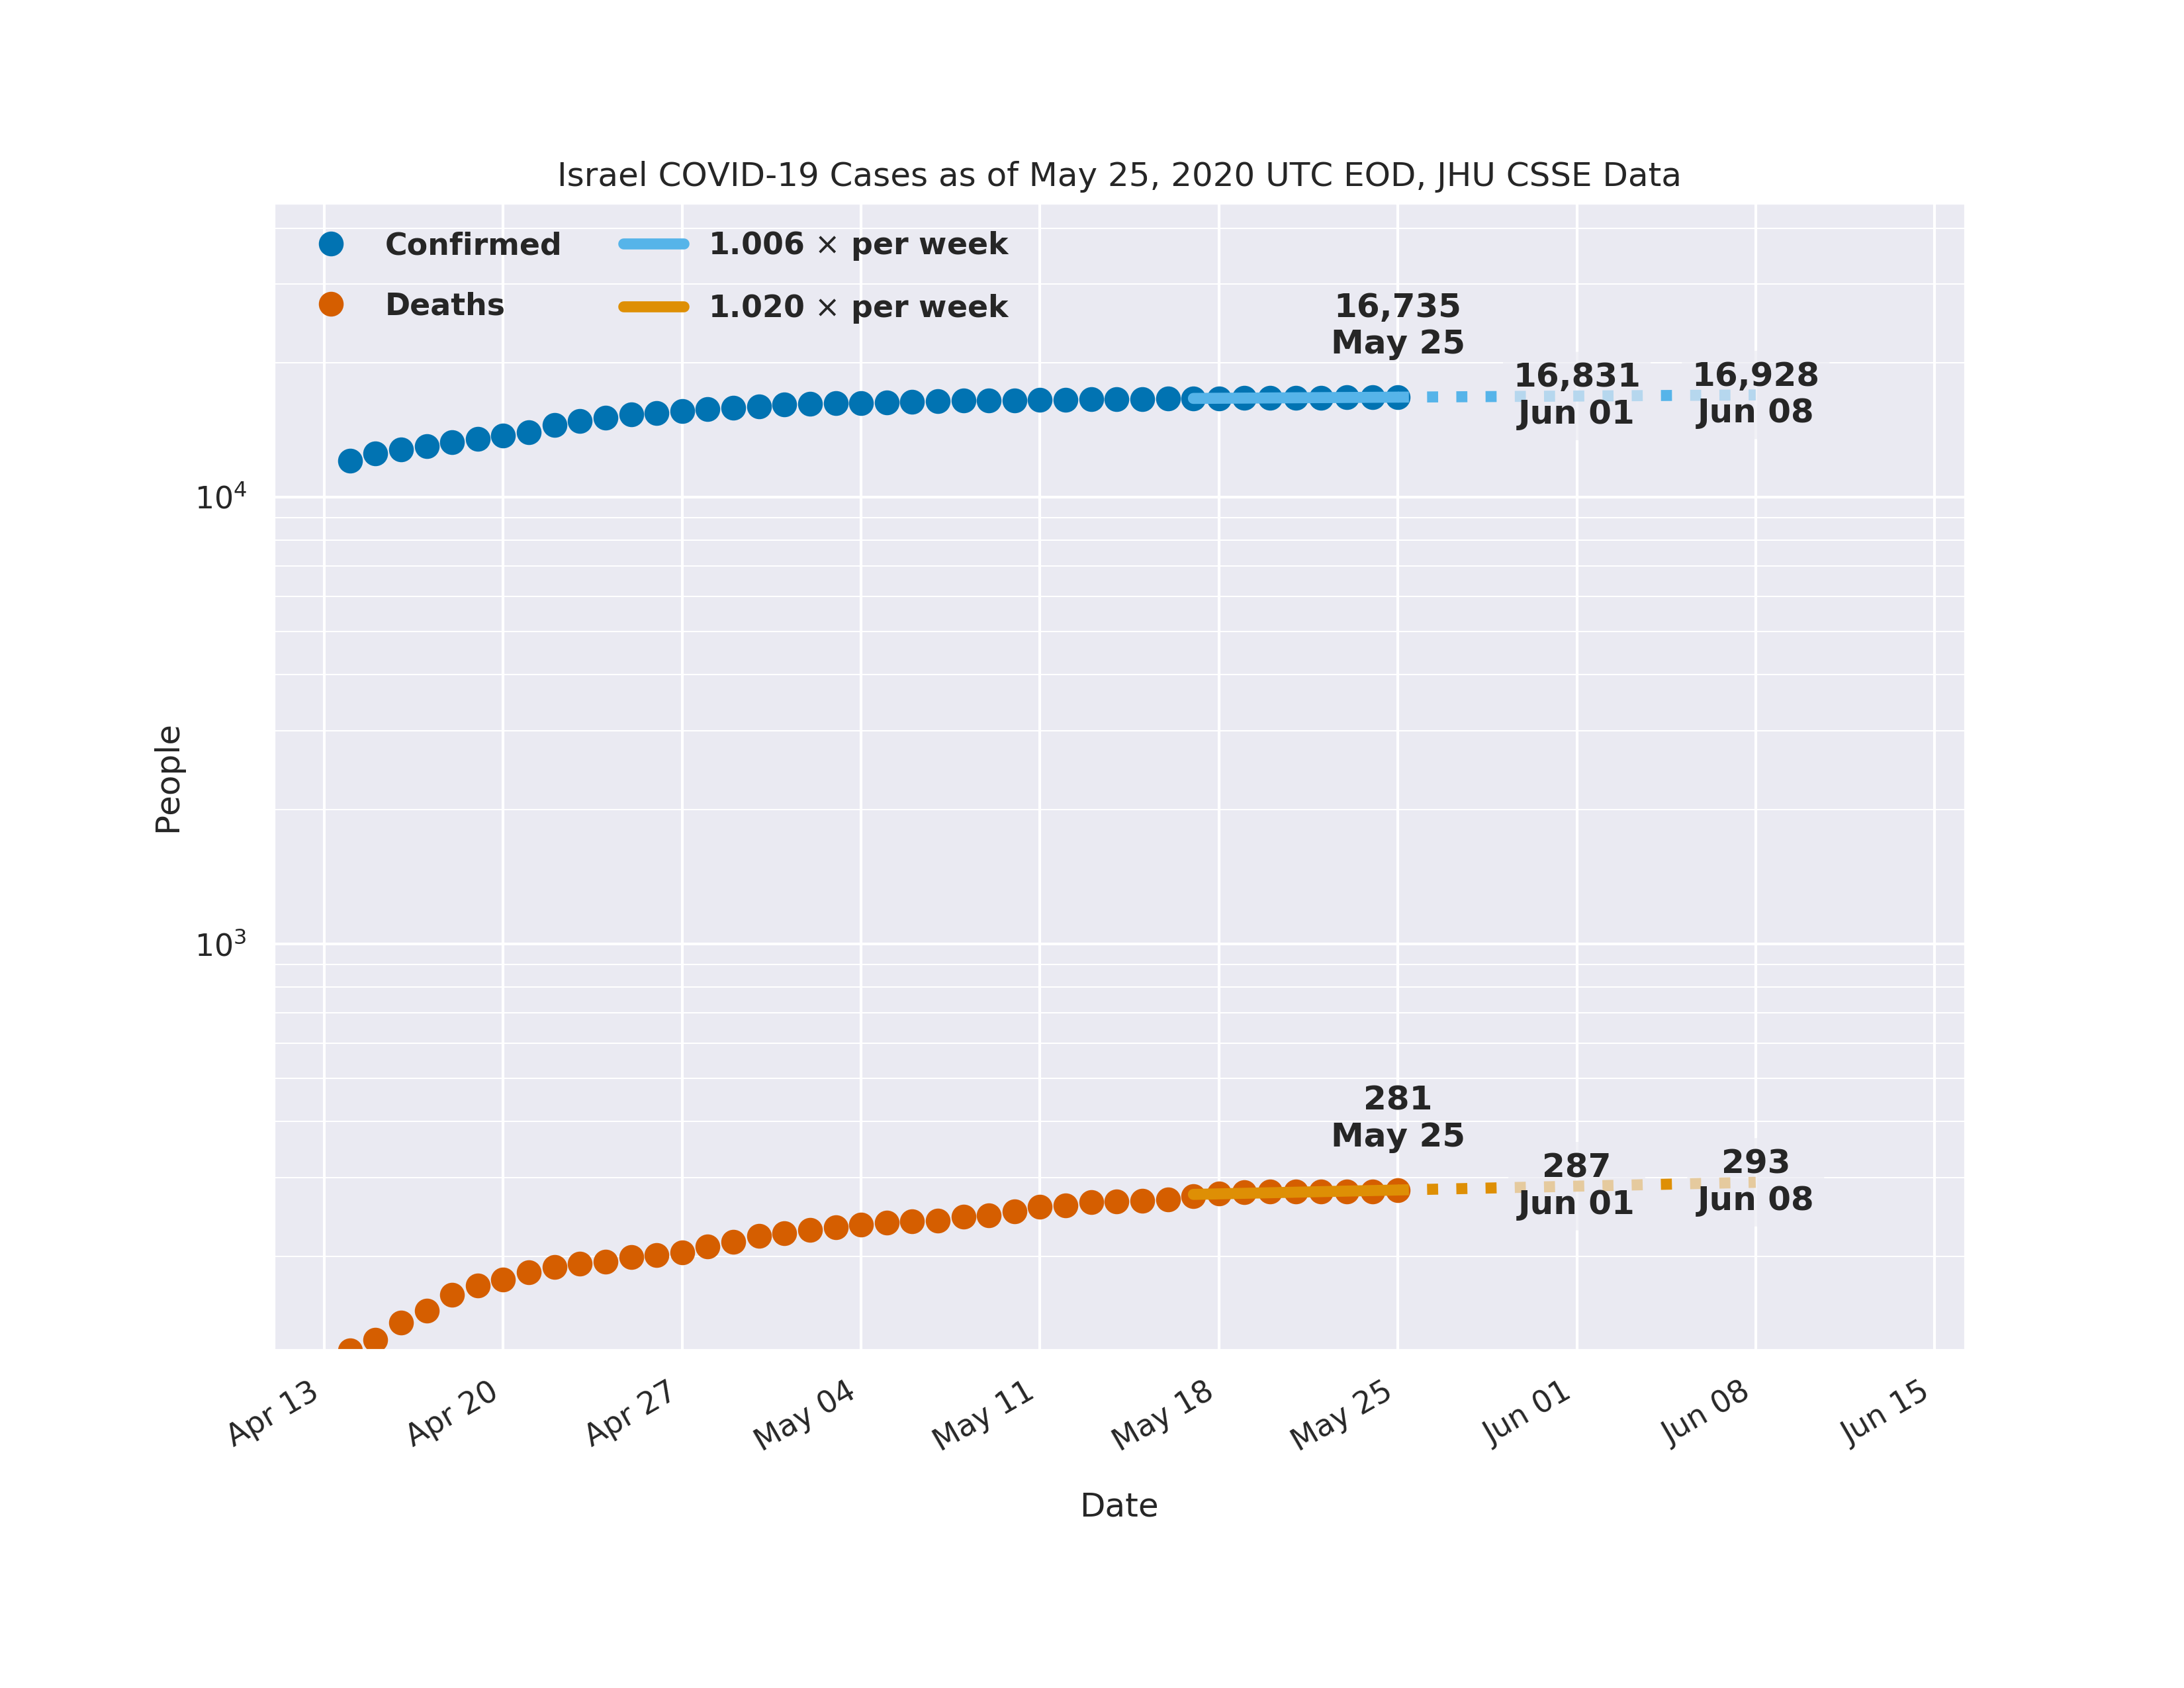 Israel COVID-19 Cases as of May 25, 2020 UTC EOD, JHU CSSE Data
Confirmed
Deaths
1.006 × per week
1.020 × per week
16,735
May 25
16,831
Jun 01
16,928
Jun 08
10⁴
People
10³
281
May 25
287
Jun 01
293
Jun 08
Apr 13
Apr 20
Apr 27
May 04
May 11
May 18
May 25
Jun 01
Jun 08
Jun 15
Date